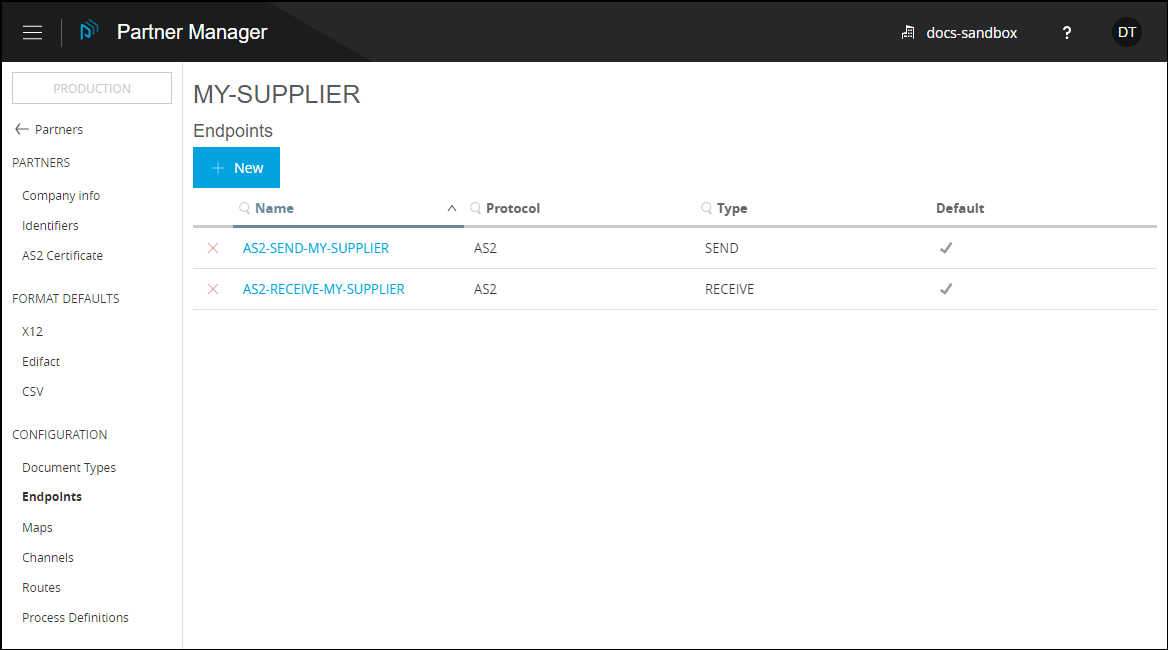 Partner Manager
docs-sandbox
?
DT
PRODUCTION
Partners
PARTNERS
Company info
Identifiers
AS2 Certificate
FORMAT DEFAULTS
X12
Edifact
CSV
CONFIGURATION
Document Types
Endpoints
Maps
Channels
Routes
Process Definitions
MY-SUPPLIER
Endpoints
New
Name Protocol Type Default
AS2-SEND-MY-SUPPLIER AS2 SEND
AS2-RECEIVE-MY-SUPPLIER AS2 RECEIVE